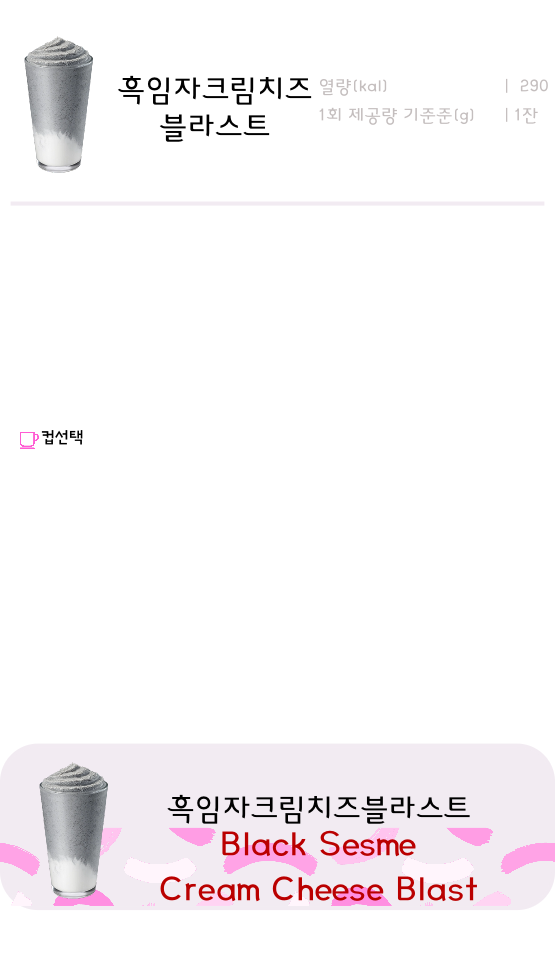 흑임자크림치즈
블라스트
열량(kal) | 290
1회 제공량 기준준(g) | 1잔
컵선택
흑임자크림치즈블라스트
Black Sesme
Cream Cheese Blast